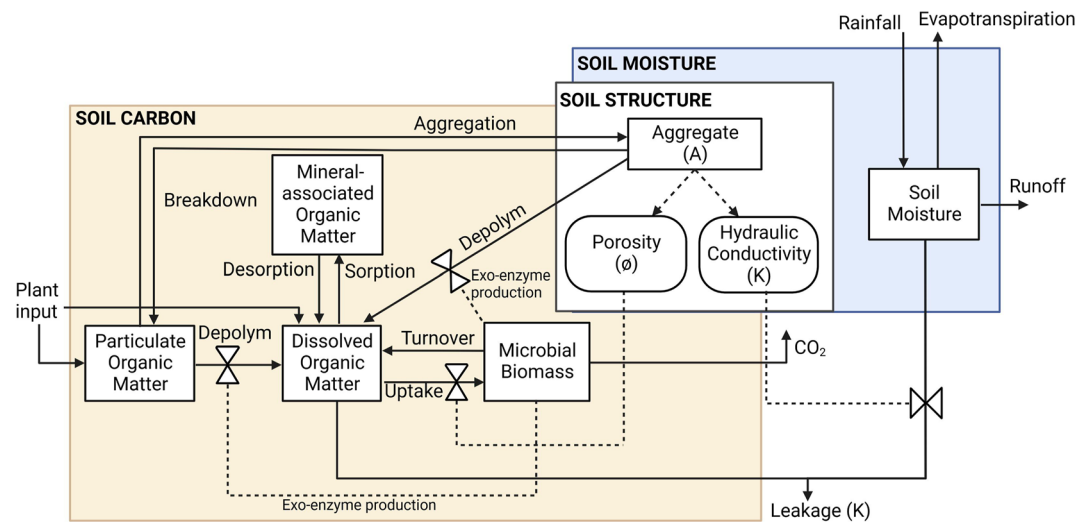 Rainfall
Evapotranspiration
SOIL MOISTURE
SOIL STRUCTURE
SOIL CARBON
Aggregation
Aggregate
(A)
Mineral-
associated
Organic
Matter
Breakdown
Soil
Moisture
Runoff
Depolym
Porosity
(ø)
Hydraulic
Conductivity
(K)
Desorption
Sorption
Exo-enzyme
production
Plant
input
Particulate
Organic
Matter
Depolym
Dissolved
Organic
Matter
Turnover
Uptake
Microbial
Biomass
CO₂
Exo-enzyme production
Leakage (K)